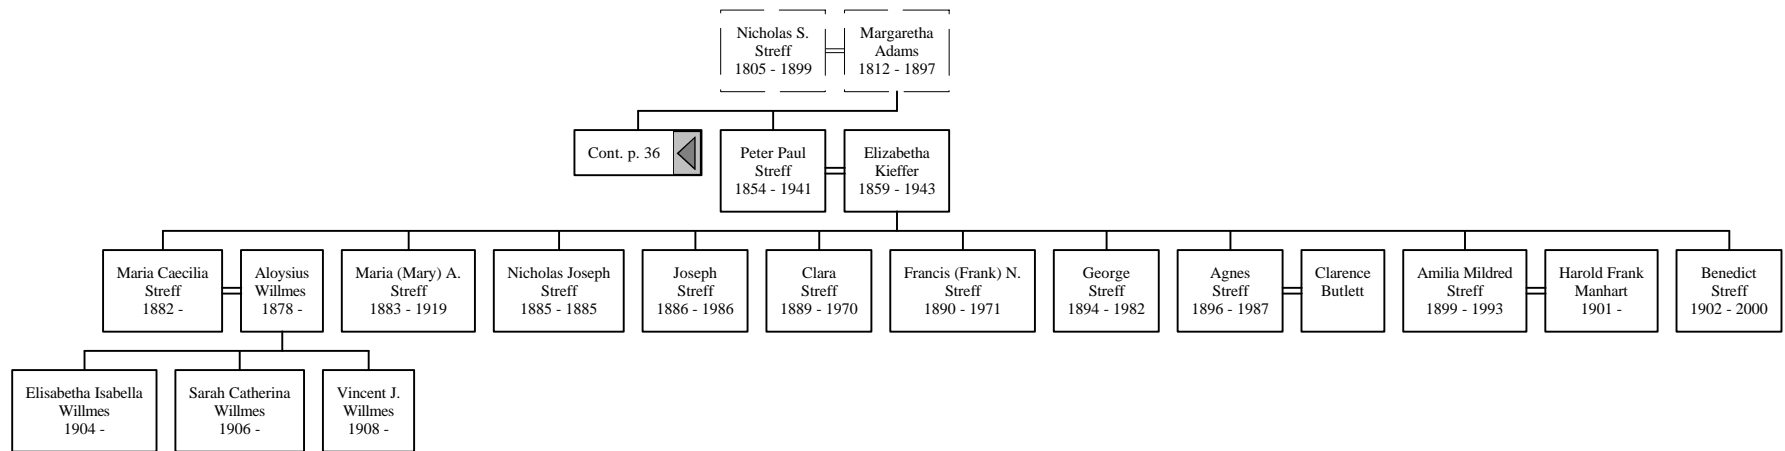 Nicholas S.
Streff
1805 - 1899
Margaretha
Adams
1812 - 1897
Cont. p. 36
Peter Paul
Streff
1854 - 1941
Elizabetha
Kieffer
1859 - 1943
Maria Caecilia
Streff
1882 -
Aloysius
Willmes
1878 -
Maria (Mary) A.
Streff
1883 - 1919
Nicholas Joseph
Streff
1885 - 1885
Joseph
Streff
1886 - 1986
Clara
Streff
1889 - 1970
Francis (Frank) N.
Streff
1890 - 1971
George
Streff
1894 - 1982
Agnes
Streff
1896 - 1987
Clarence
Butlett
Amilia Mildred
Streff
1899 - 1993
Harold Frank
Manhart
1901 -
Benedict
Streff
1902 - 2000
Elisabetha Isabella
Willmes
1904 -
Sarah Catherina
Willmes
1906 -
Vincent J.
Willmes
1908 -